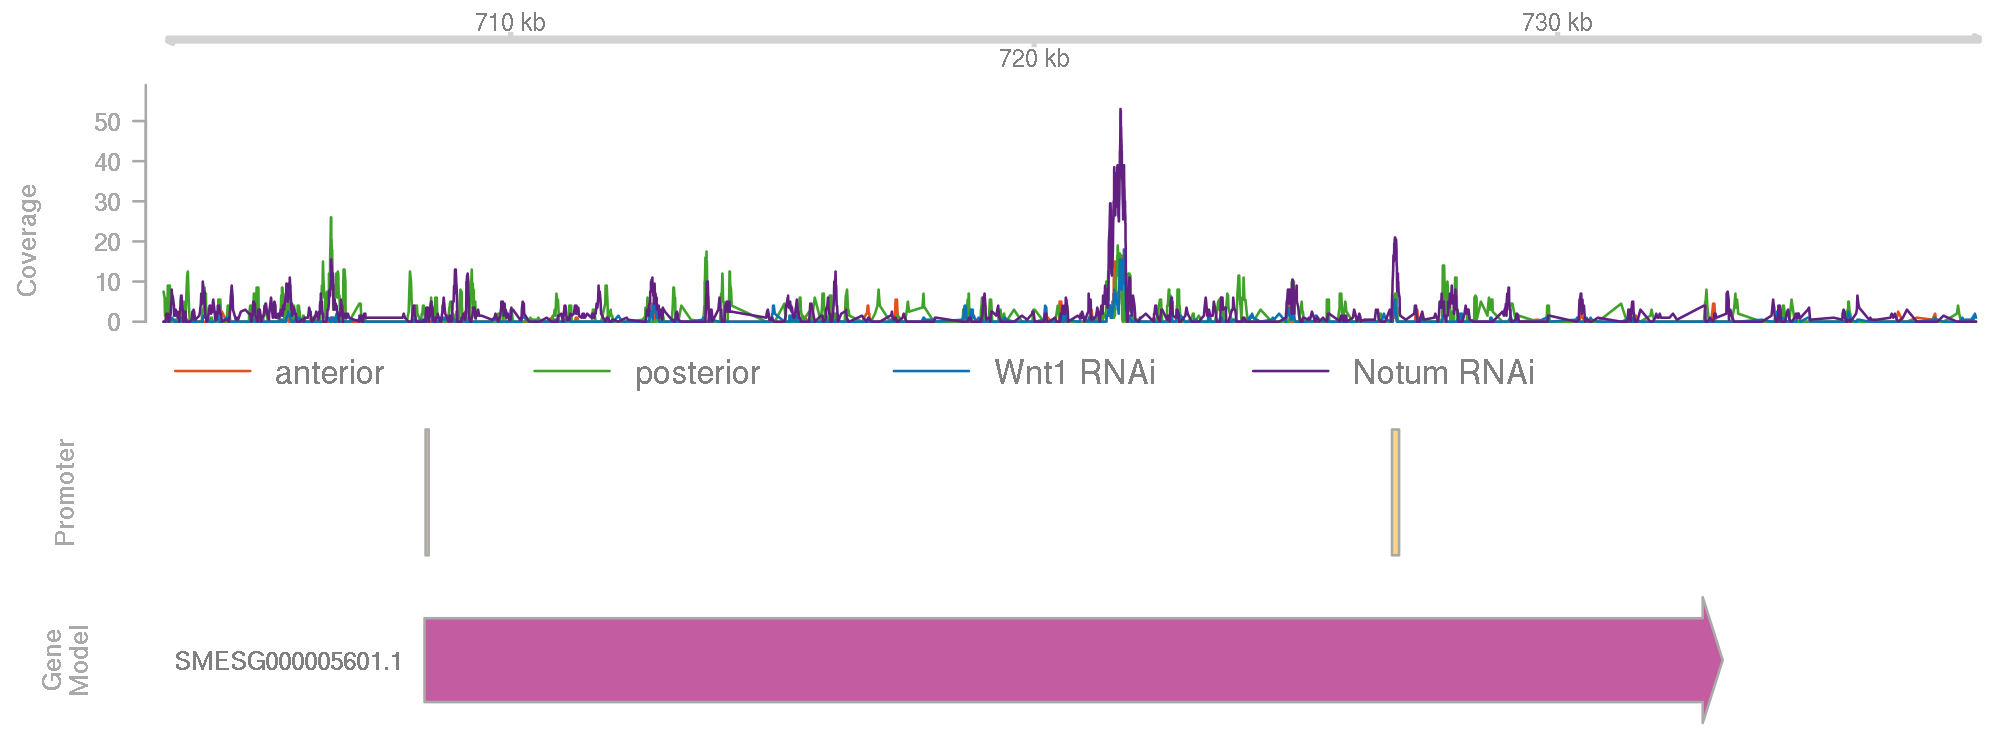 710 kb
730 kb
720 kb
Coverage
50
40
30
20
10
0
anterior posterior Wnt1 RNAi Notum RNAi
Promoter
Gene
Model
SMESG000005601.1